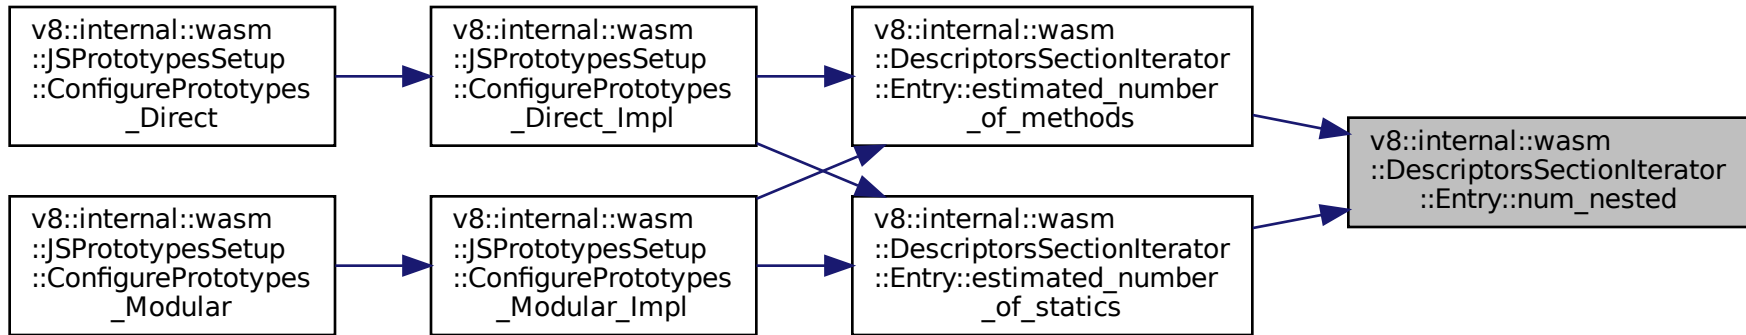 v8::internal::wasm
::JSPrototypesSetup
::ConfigurePrototypes
_Direct
v8::internal::wasm
::JSPrototypesSetup
::ConfigurePrototypes
_Direct_Impl
v8::internal::wasm
::DescriptorsSectionIterator
::Entry::estimated_number
_of_methods
v8::internal::wasm
::DescriptorsSectionIterator
::Entry::num_nested
v8::internal::wasm
::JSPrototypesSetup
::ConfigurePrototypes
_Modular
v8::internal::wasm
::JSPrototypesSetup
::ConfigurePrototypes
_Modular_Impl
v8::internal::wasm
::DescriptorsSectionIterator
::Entry::estimated_number
_of_statics